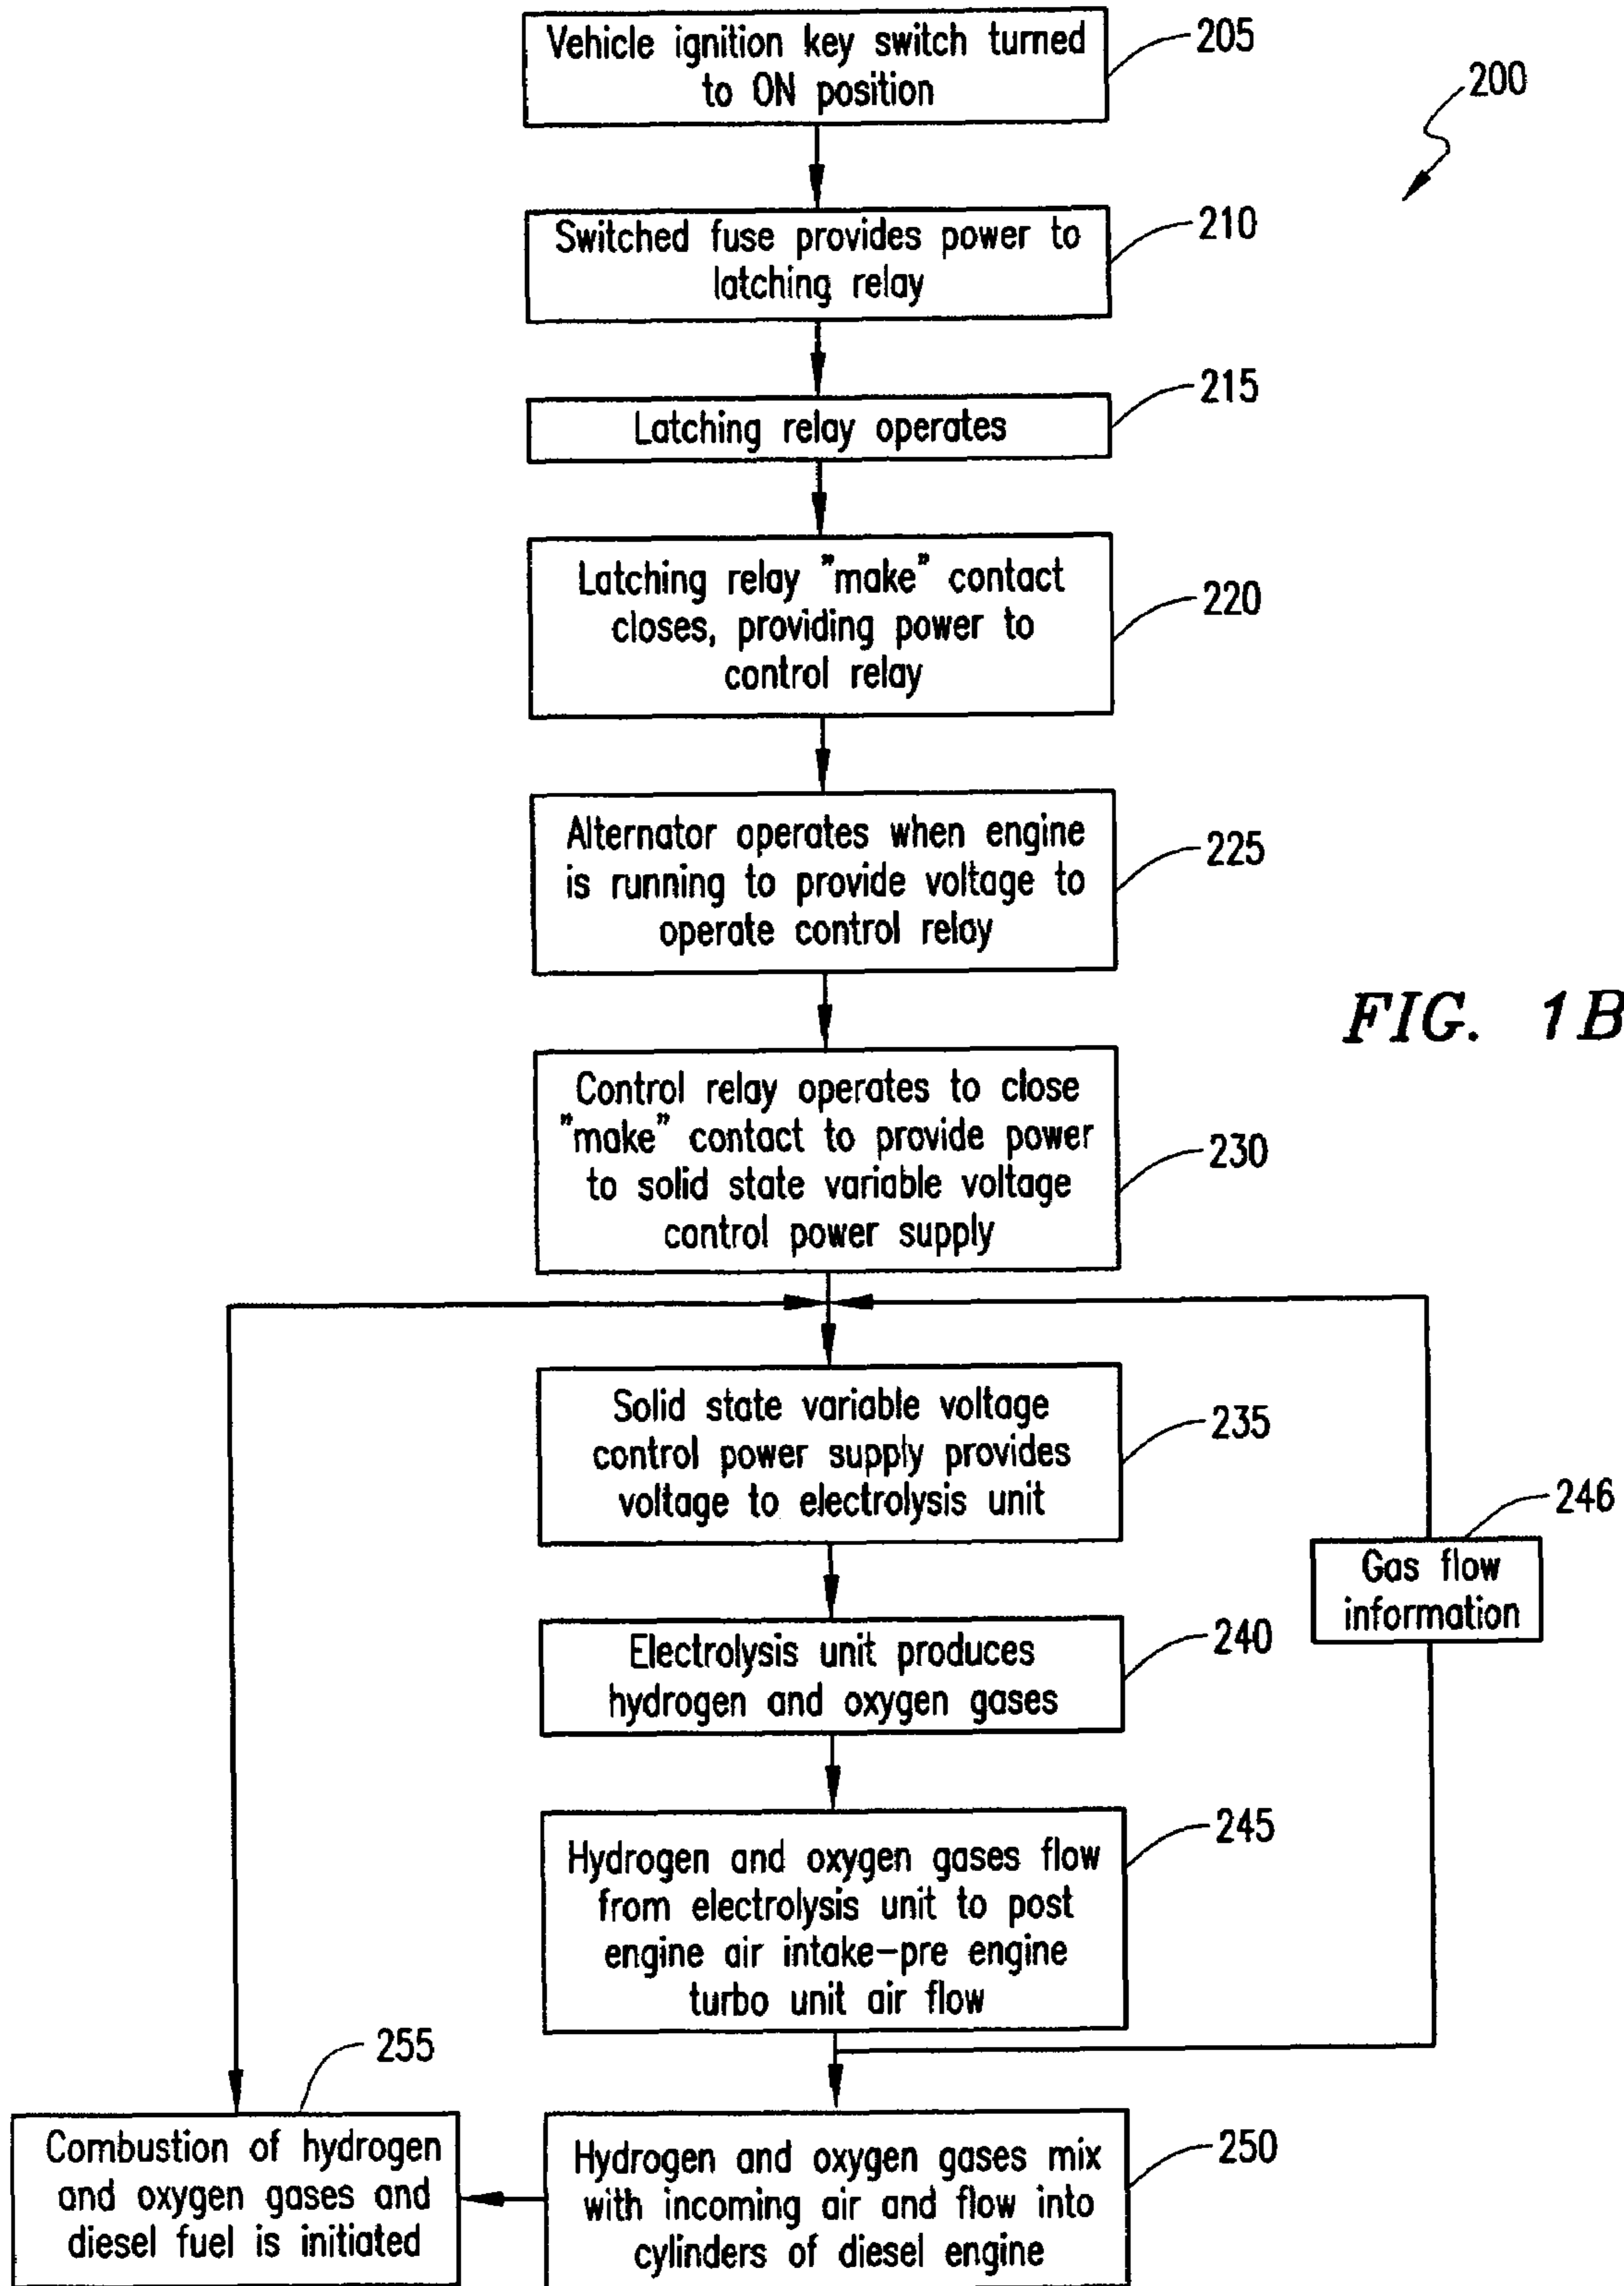 Vehicle ignition key switch turned
to ON position
205
200
Switched fuse provides power to
latching relay
210
Latching relay operates
215
Latching relay "make" contact
closes, providing power to
control relay
220
Alternator operates when engine
is running to provide voltage to
operate control relay
225
FIG. 1B
Control relay operates to close
"make" contact to provide power
to solid state variable voltage
control power supply
230
Solid state variable voltage
control power supply provides
voltage to electrolysis unit
235
246
Gas flow
information
Electrolysis unit produces
hydrogen and oxygen gases
240
Hydrogen and oxygen gases flow
from electrolysis unit to post
engine air intake-pre engine
turbo unit air flow
245
255
Combustion of hydrogen
and oxygen gases and
diesel fuel is initiated
Hydrogen and oxygen gases mix
with incoming air and flow into
cylinders of diesel engine
250